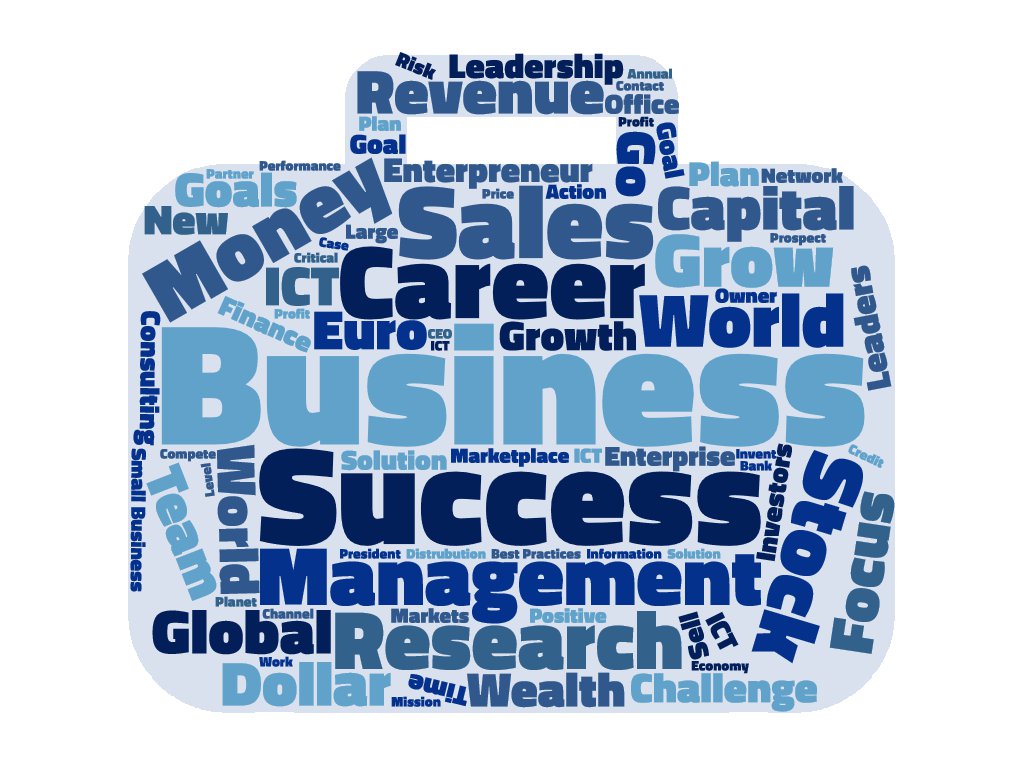 Risk
Leadership
Annual
Contact
Revenue
Office
Plan
Profit
Goal
Go
Goal
Performance
Enterpreneur
Partner
Goals
Money
Price
Action
Plan
Network
New
Sales
Capital
Large
Case
Prospect
Critical
Career
Grow
ICT
Leaders
Owner
Finance
Profit
Euro
CEO
ICT
Growth
World
Consulting
Business
Compete
Solution
Marketplace
ICT
Enterprise
Invent
Bank
Credit
Small Business
Level
Team
World
Success
Investors
Stock
Focus
President
Distrubution
Best Practices
Information
Solution
Management
Planet
Channel
Markets
Positive
Global
Research
Sell
ICT
Work
Economy
Dollar
Time
Mission
Wealth
Challenge